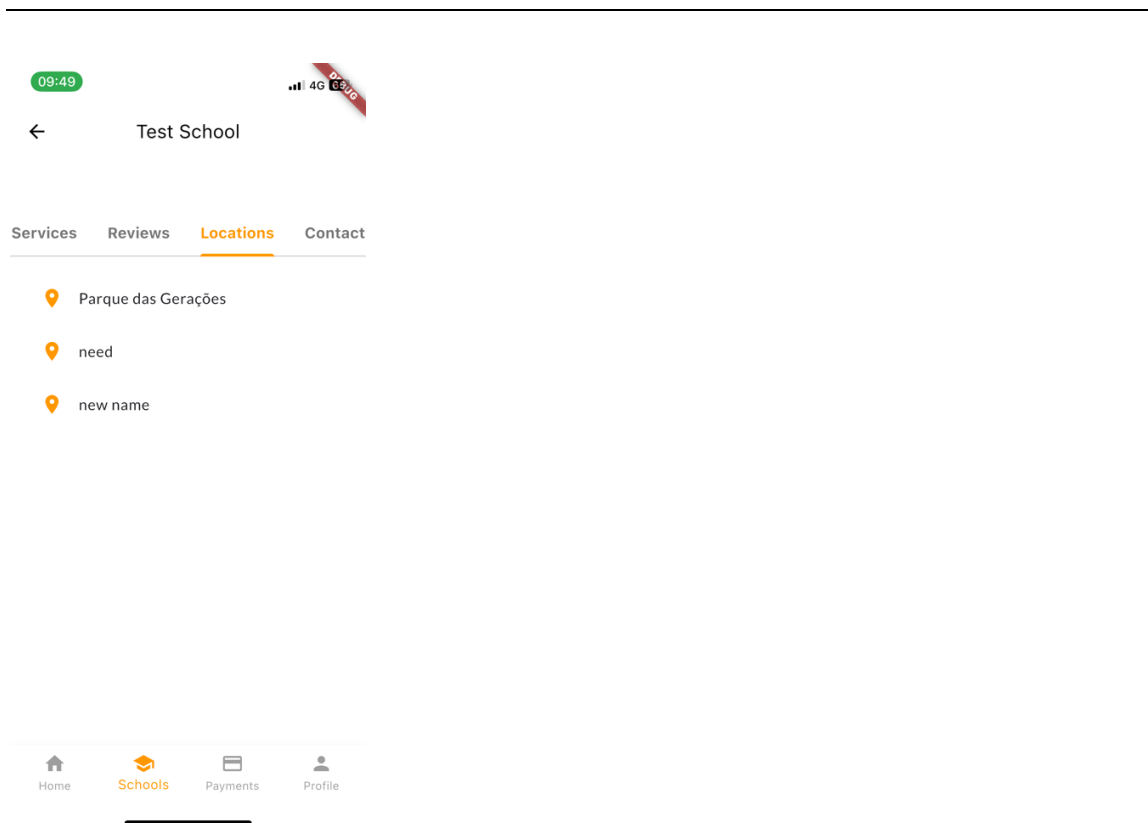 09:49
4G
DEBUG
Test School
Services Reviews Locations Contact
Parque das Gerações
need
new name
Home Schools Payments Profile